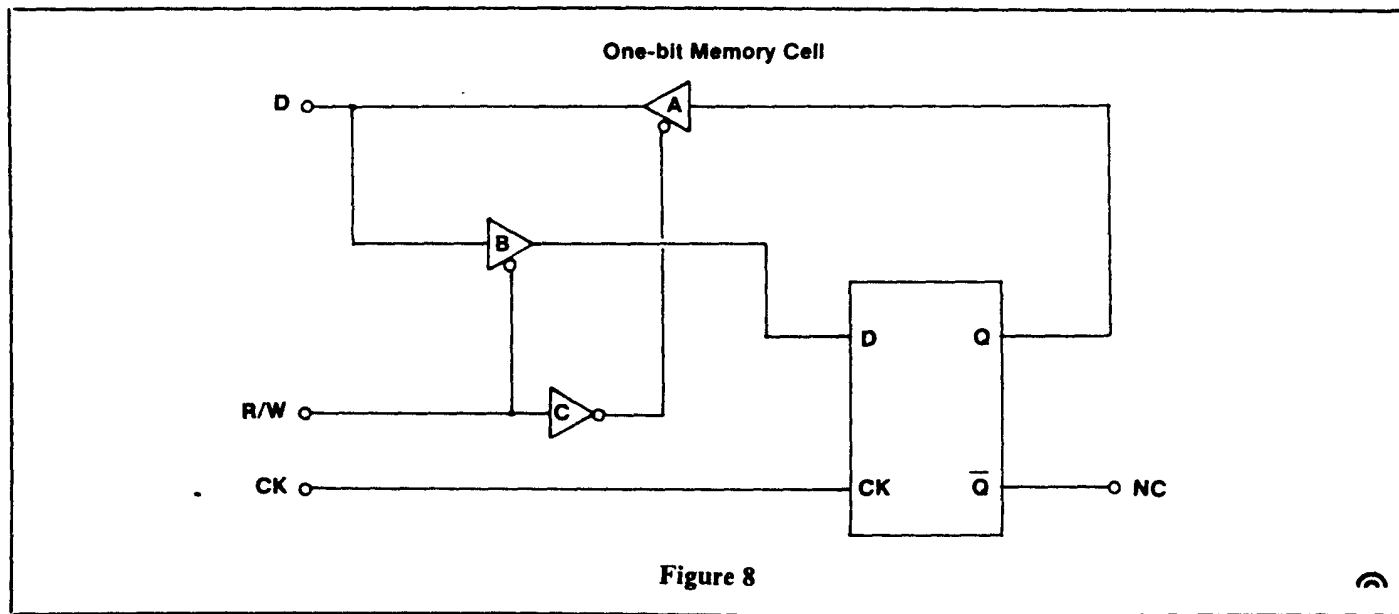 One-bit Memory Cell
D
A
B
R/W
C
CK
D Q
CK Q̅
NC
Figure 8